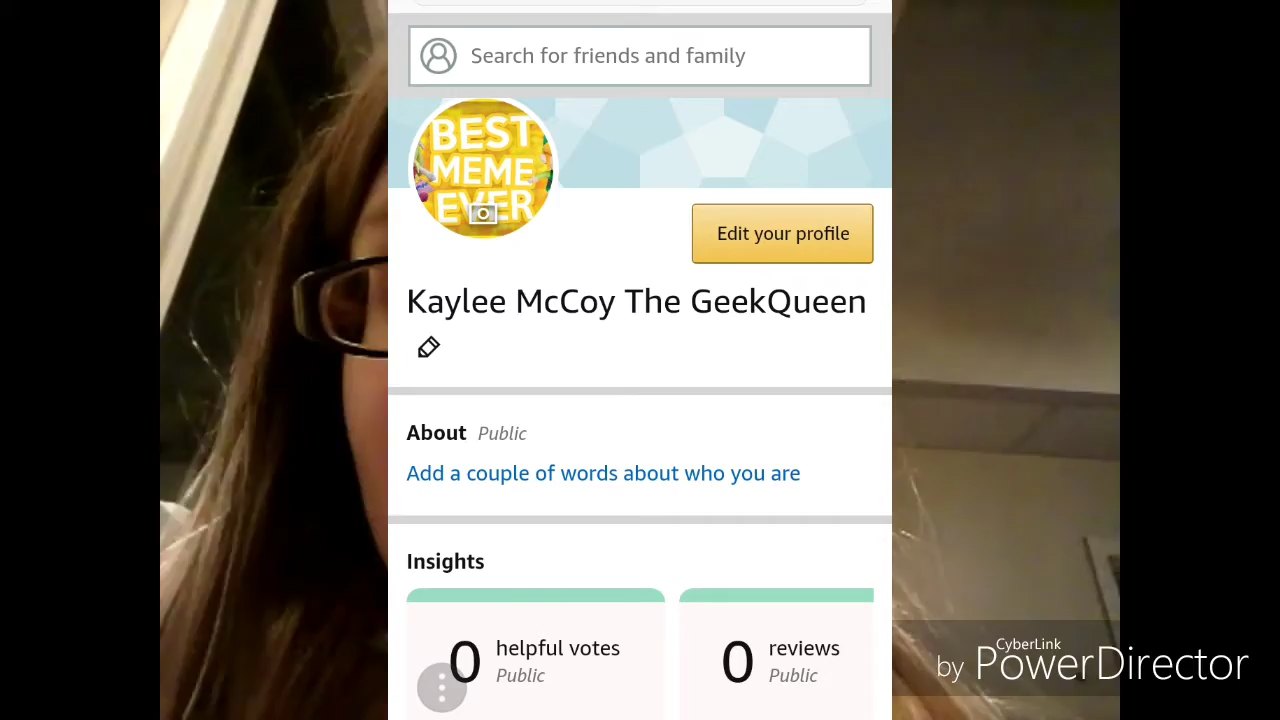 Search for friends and family
BEST
MEME
EVER
Edit your profile
Kaylee McCoy The GeekQueen
About Public
Add a couple of words about who you are
Insights
0 helpful votes
Public
0 reviews
Public
CyberLink
by PowerDirector